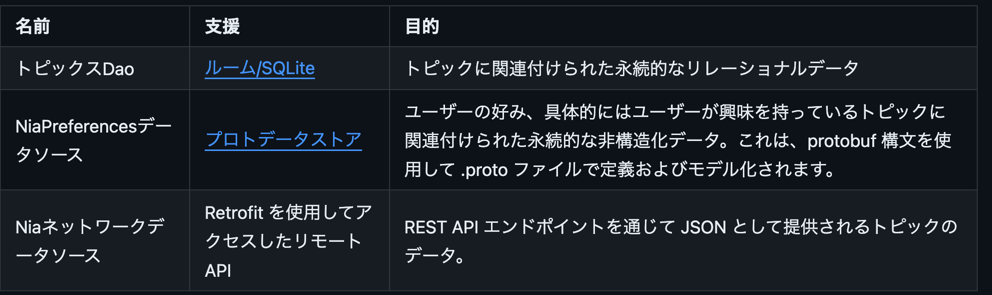 名前 支援 目的
トピックスDao ルーム/SQLite トピックに関連付けられた永続的なリレーショナルデータ
NiaPreferencesデ
ータソース
プロトデータストア
ユーザーの好み、具体的にはユーザーが興味を持っているトピックに
関連付けられた永続的な非構造化データ。これは、protobuf 構文を使
用して .proto ファイルで定義およびモデル化されます。
Niaネットワークデ
ータソース
Retrofit を使用してア
クセスしたリモート
API
REST API エンドポイントを通じて JSON として提供されるトピックの
データ。